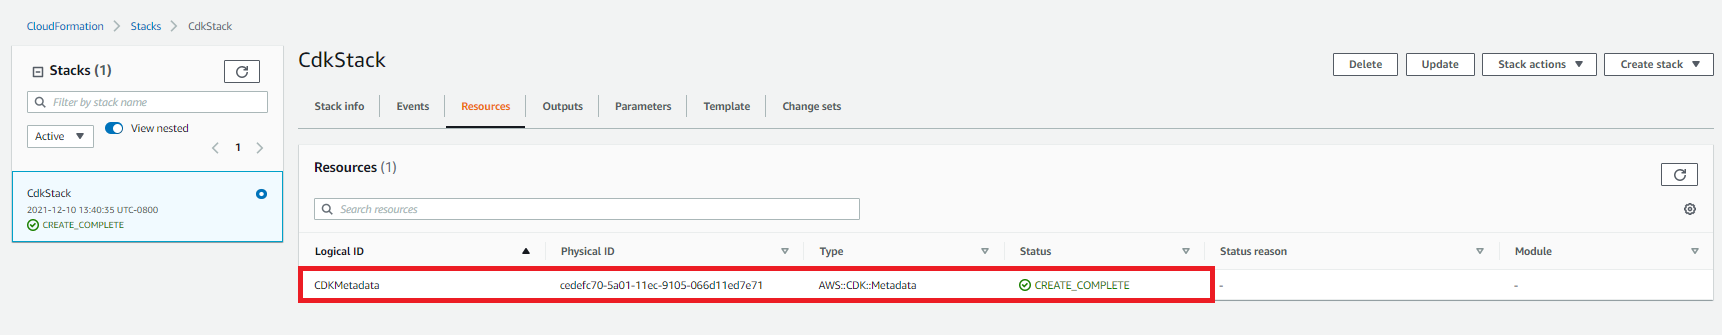 CloudFormation > Stacks > CdkStack
Stacks (1)
Filter by stack name
Active
View nested
1
CdkStack
2021-12-10 13:40:35 UTC-0800
CREATE_COMPLETE
CdkStack
Delete Update Stack actions Create stack
Stack info Events Resources Outputs Parameters Template Change sets
Resources (1)
Search resources
Logical ID Physical ID Type Status Status reason Module
CDKMetadata cedefc70-5a01-11ec-9105-066d11ed7e71 AWS::CDK::Metadata CREATE_COMPLETE - -